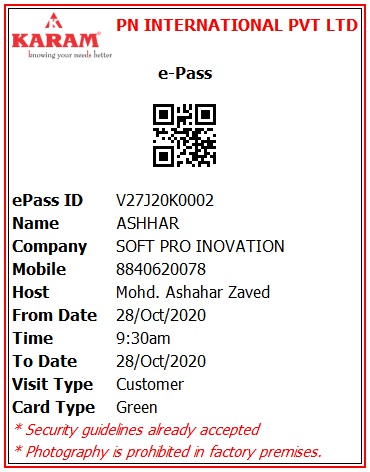 PN INTERNATIONAL PVT LTD
KARAM®
knowing your needs better
e-Pass
ePass ID V27J20K0002
Name ASHHAR
Company SOFT PRO INOVATION
Mobile 8840620078
Host Mohd. Ashahar Zaved
From Date 28/Oct/2020
Time 9:30am
To Date 28/Oct/2020
Visit Type Customer
Card Type Green
* Security guidelines already accepted
* Photography is prohibited in factory premises.